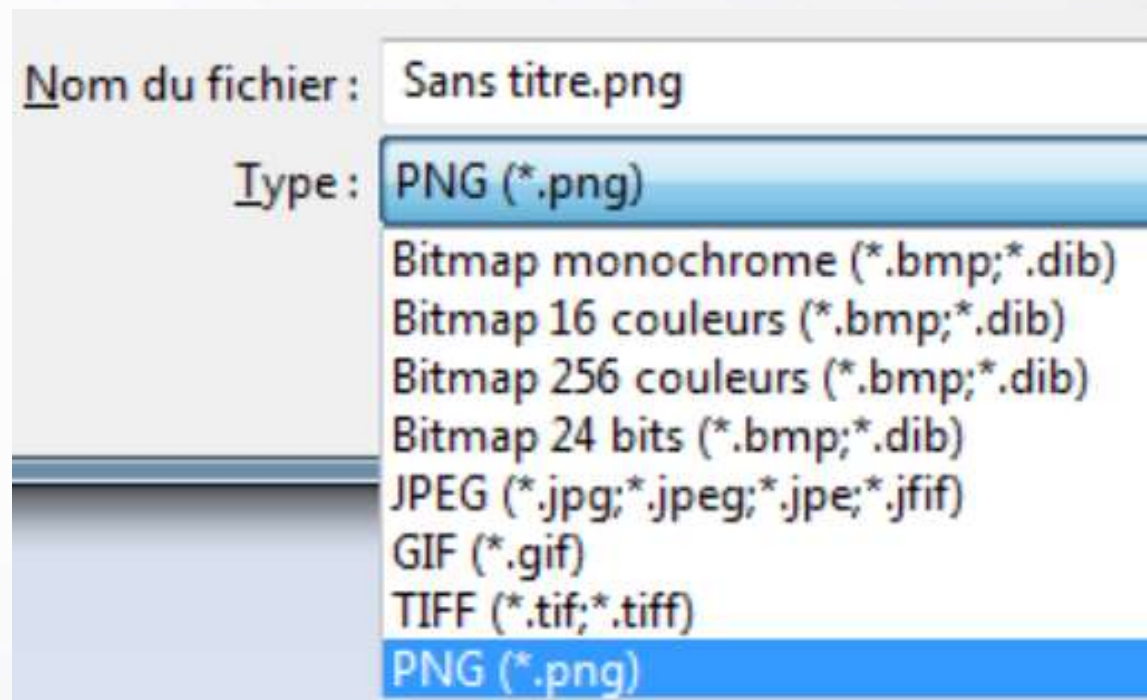 Nom du fichier : Sans titre.png
Type : PNG (*.png)
Bitmap monochrome (*.bmp;*.dib)
Bitmap 16 couleurs (*.bmp;*.dib)
Bitmap 256 couleurs (*.bmp;*.dib)
Bitmap 24 bits (*.bmp;*.dib)
JPEG (*.jpg;*.jpeg;*.jpe;*.jfif)
GIF (*.gif)
TIFF (*.tif;*.tiff)
PNG (*.png)